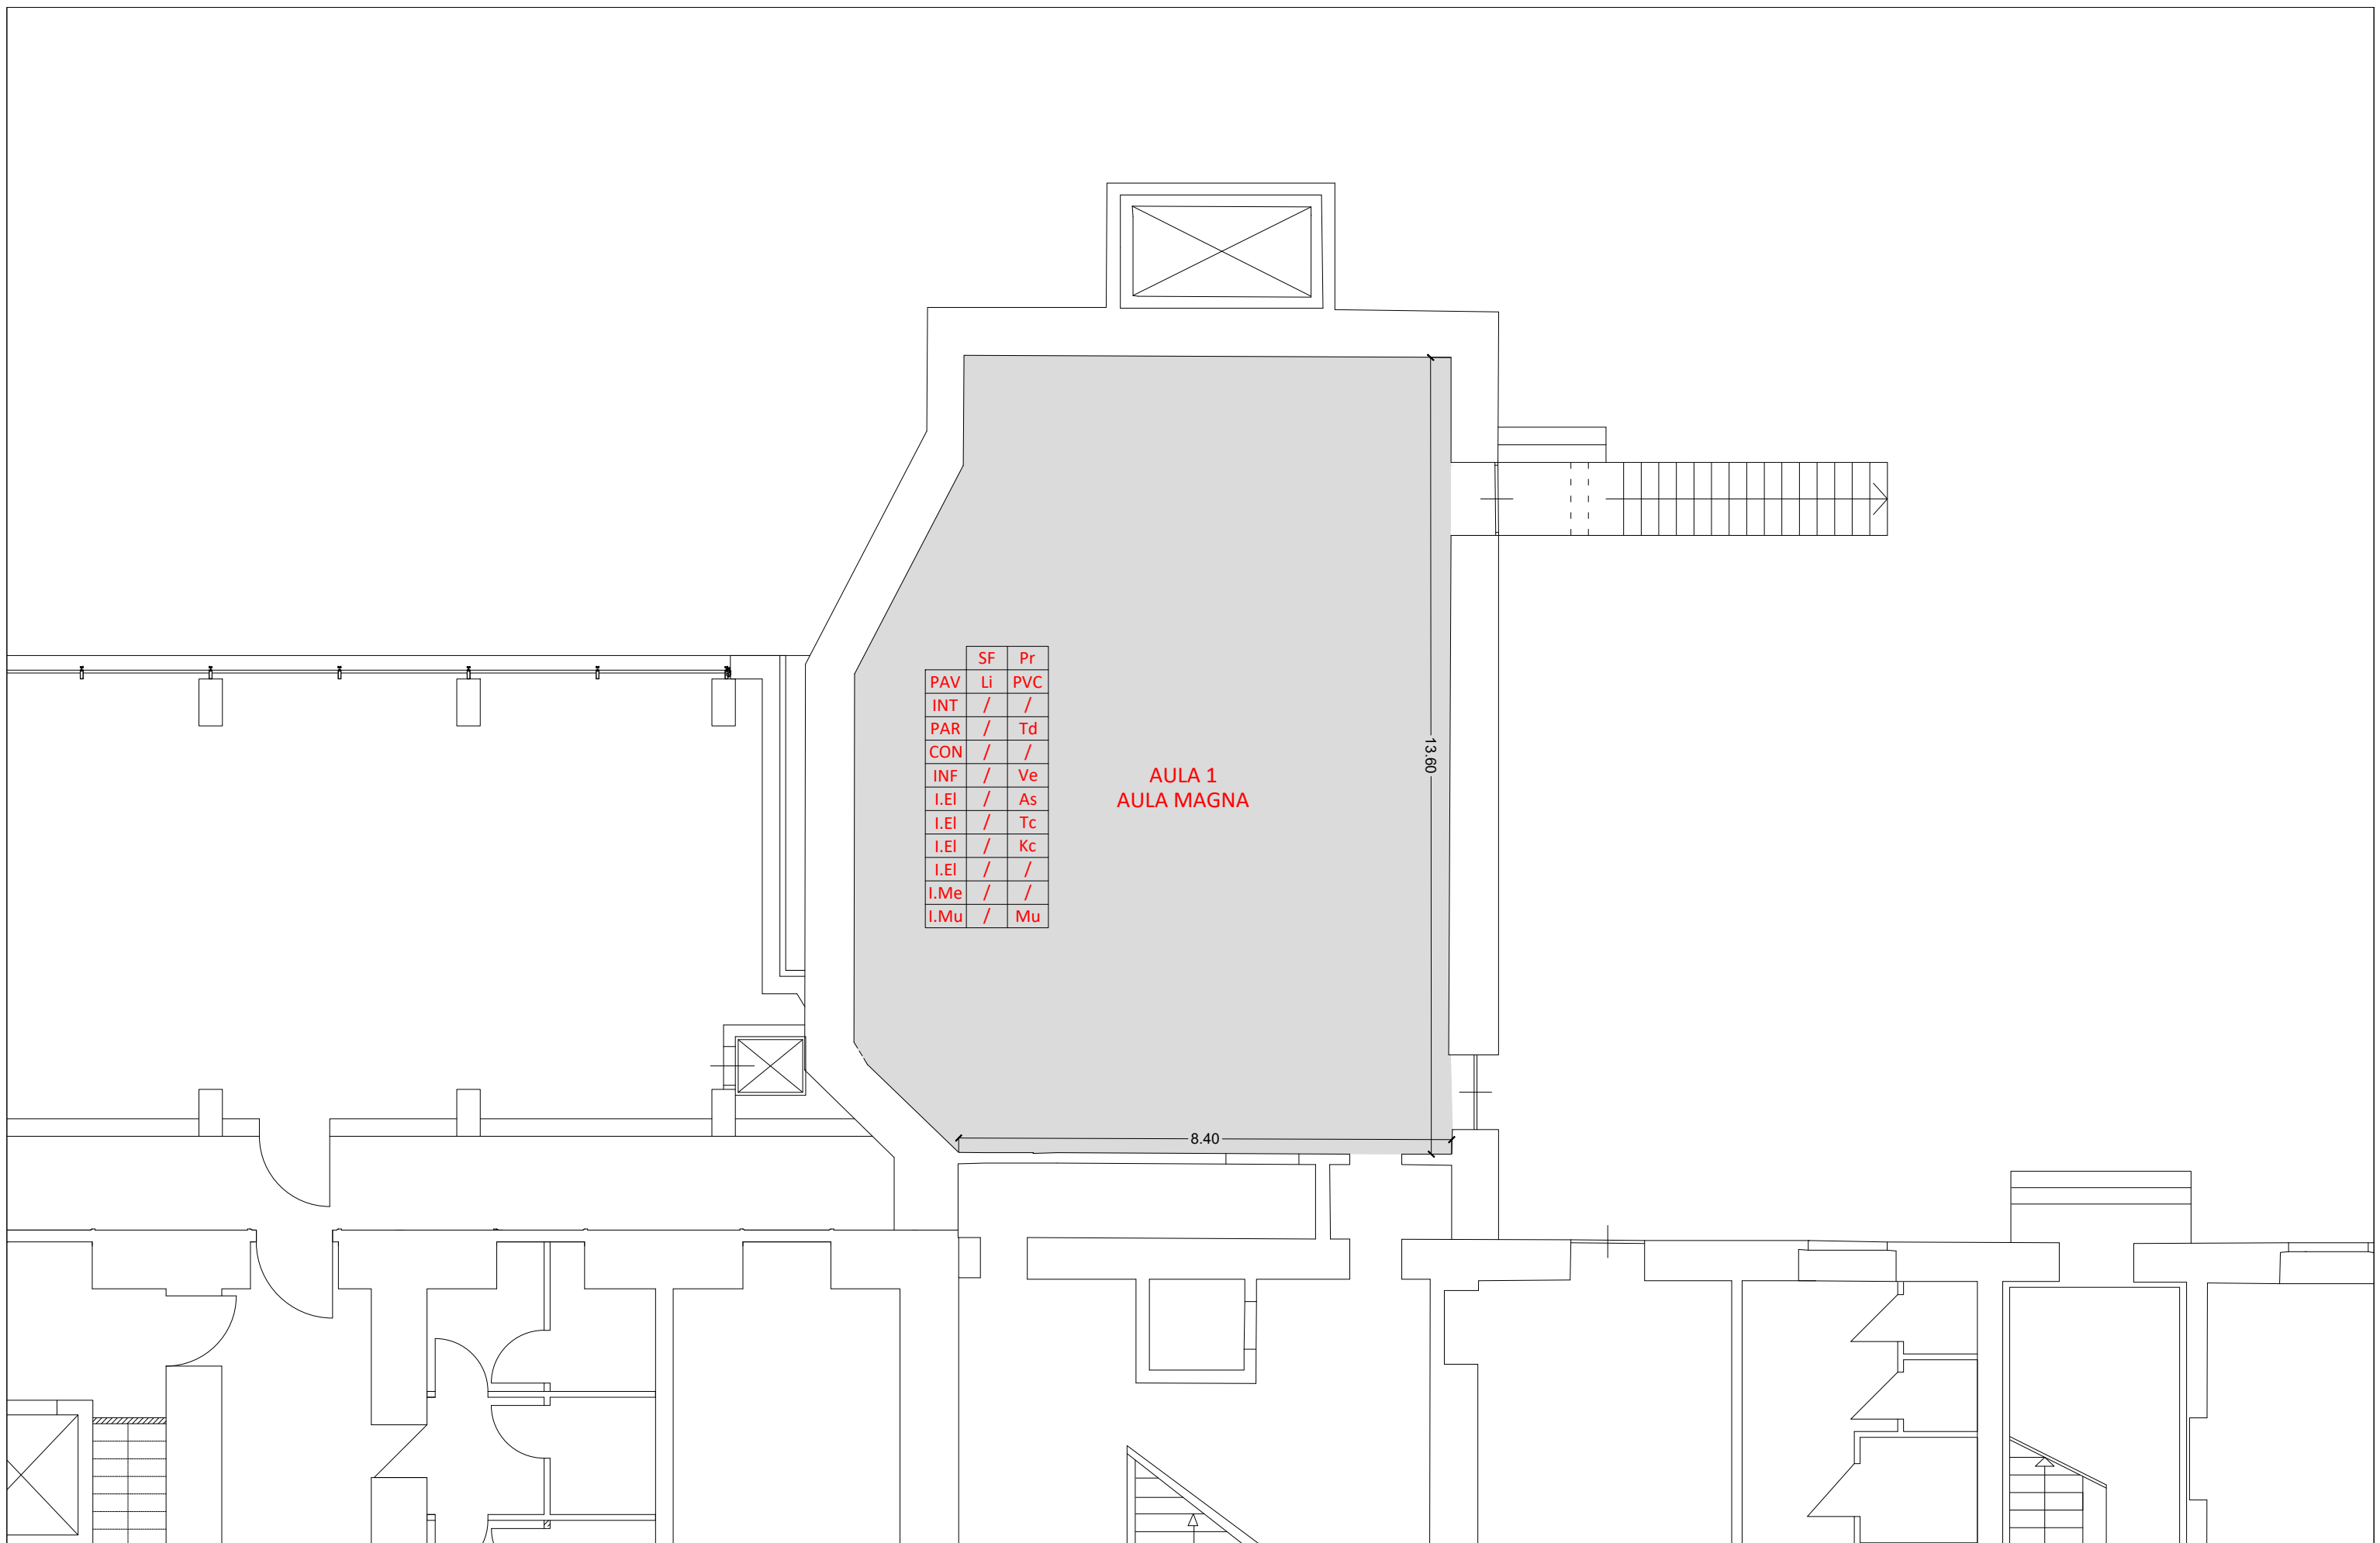 SF Pr
PAV Li PVC
INT / /
PAR / Td
CON / /
INF / Ve
I.El / As
I.El / Tc
I.El / Kc
I.El / /
I.Me / /
I.Mu / Mu
AULA 1
AULA MAGNA
13.60
8.40